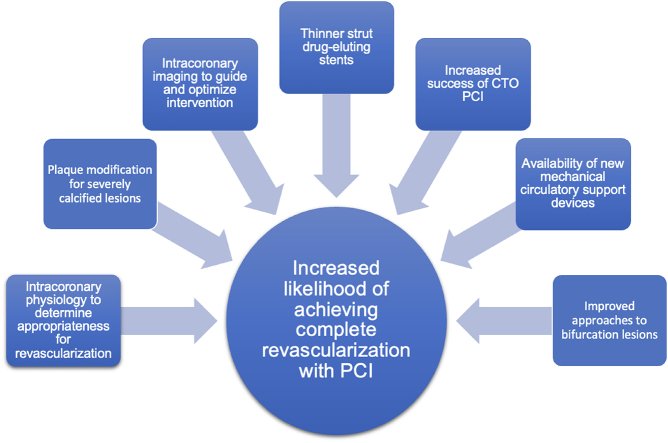 Thinner strut
drug-eluting
stents
Intracoronary
imaging to guide
and optimize
intervention
Increased
success of CTO
PCI
Plaque modification
for severely
calcified lesions
Availability of new
mechanical
circulatory support
devices
Intracoronary
physiology to
determine
appropriateness
for
revascularization
Increased
likelihood of
achieving
complete
revascularization
with PCI
Improved
approaches to
bifurcation lesions